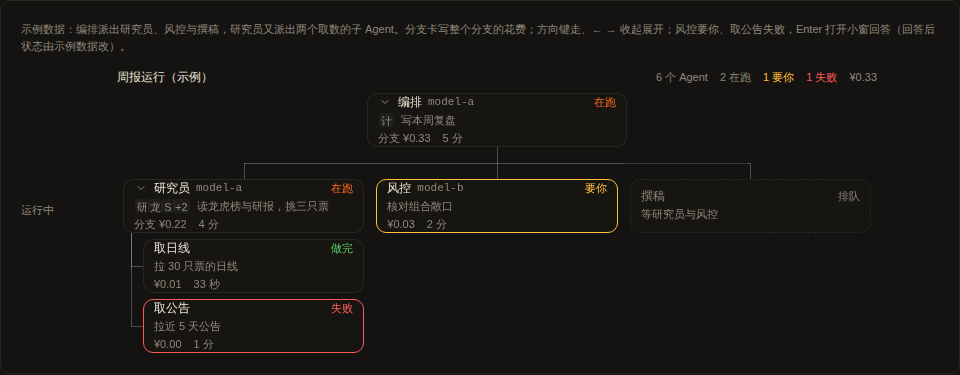 示例数据：编排派出研究员、风控与撰稿，研究员又派出两个取数的子 Agent。分支卡写整个分支的花费；方向键走、← → 收起展开；风控要你、取公告失败，Enter 打开小窗回答（回答后
状态由示例数据改）。
周报运行（示例）
6 个 Agent 2 在跑 1 要你 1 失败 ¥0.33
编排 model-a 在跑
计 写本周复盘
分支 ¥0.33 5 分
运行中
研究员 model-a 在跑
研 龙 S +2 读龙虎榜与研报，挑三只票
分支 ¥0.22 4 分
风控 model-b 要你
核对组合敞口
¥0.03 2 分
撰稿 排队
等研究员与风控
取日线 做完
拉 30 只票的日线
¥0.01 33 秒
取公告 失败
拉近 5 天公告
¥0.00 1 分